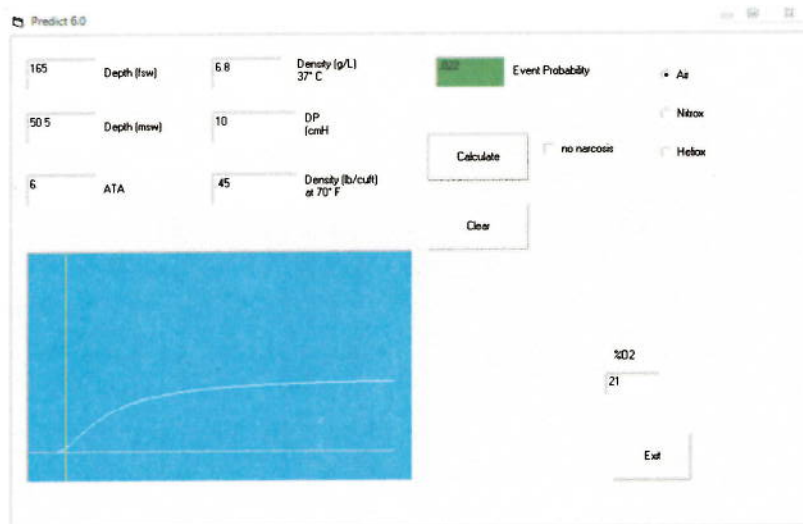 Predict 6.0
165 Depth (fsw) 6.8 Density (g/L)
37° C
.022 Event Probability
Air
50.5 Depth (msw) 10 DP
(cmH
Nitrox
Calculate no narcosis Heliox
6. ATA .45 Density (lb/cuft)
at 70° F
Clear
%O2
21
Exit